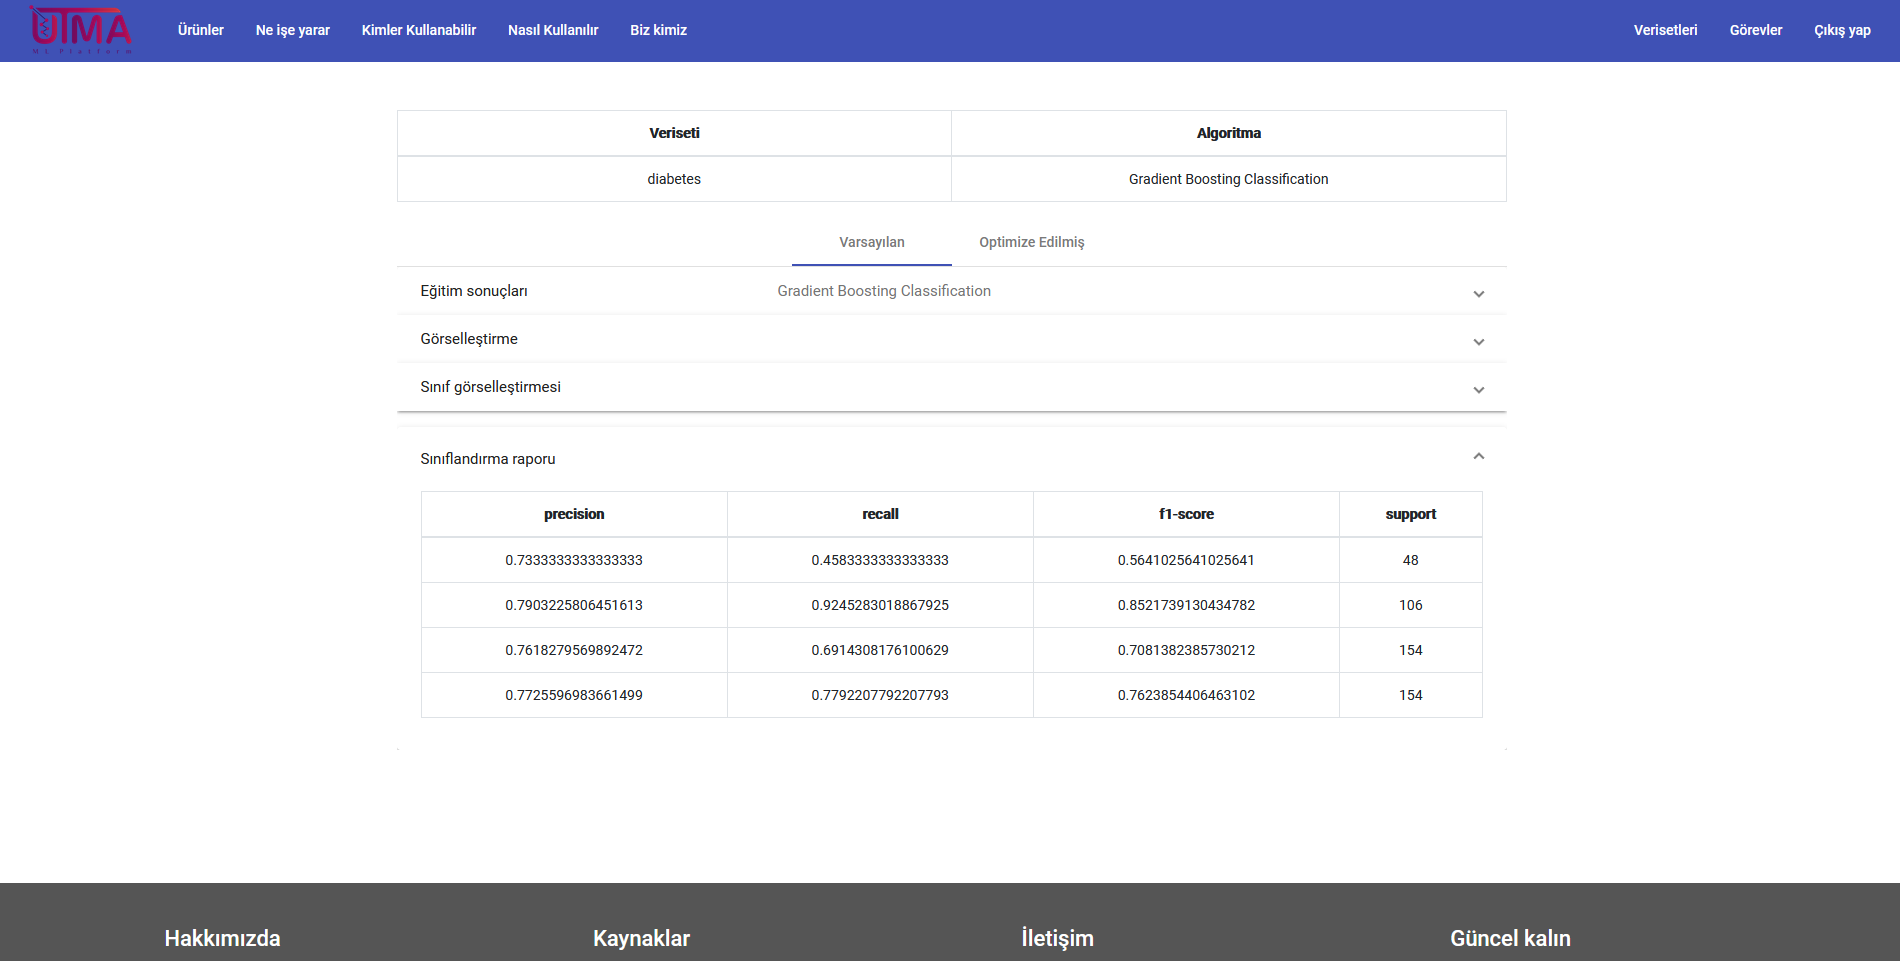 UTMA
ML Platform
Ürünler Ne işe yarar Kimler Kullanabilir Nasıl Kullanılır Biz kimiz Verisetleri Görevler Çıkış yap
Veriseti Algoritma
diabetes Gradient Boosting Classification
Varsayılan Optimize Edilmiş
Eğitim sonuçları Gradient Boosting Classification
Görselleştirme
Sınıf görselleştirmesi
Sınıflandırma raporu
precision recall f1-score support
0.7333333333333333 0.4583333333333333 0.5641025641025641 48
0.7903225806451613 0.9245283018867925 0.8521739130434782 106
0.7618279569892472 0.6914308176100629 0.7081382385730212 154
0.7725596983661499 0.7792207792207793 0.7623854406463102 154
Hakkımızda Kaynaklar İletişim Güncel kalın